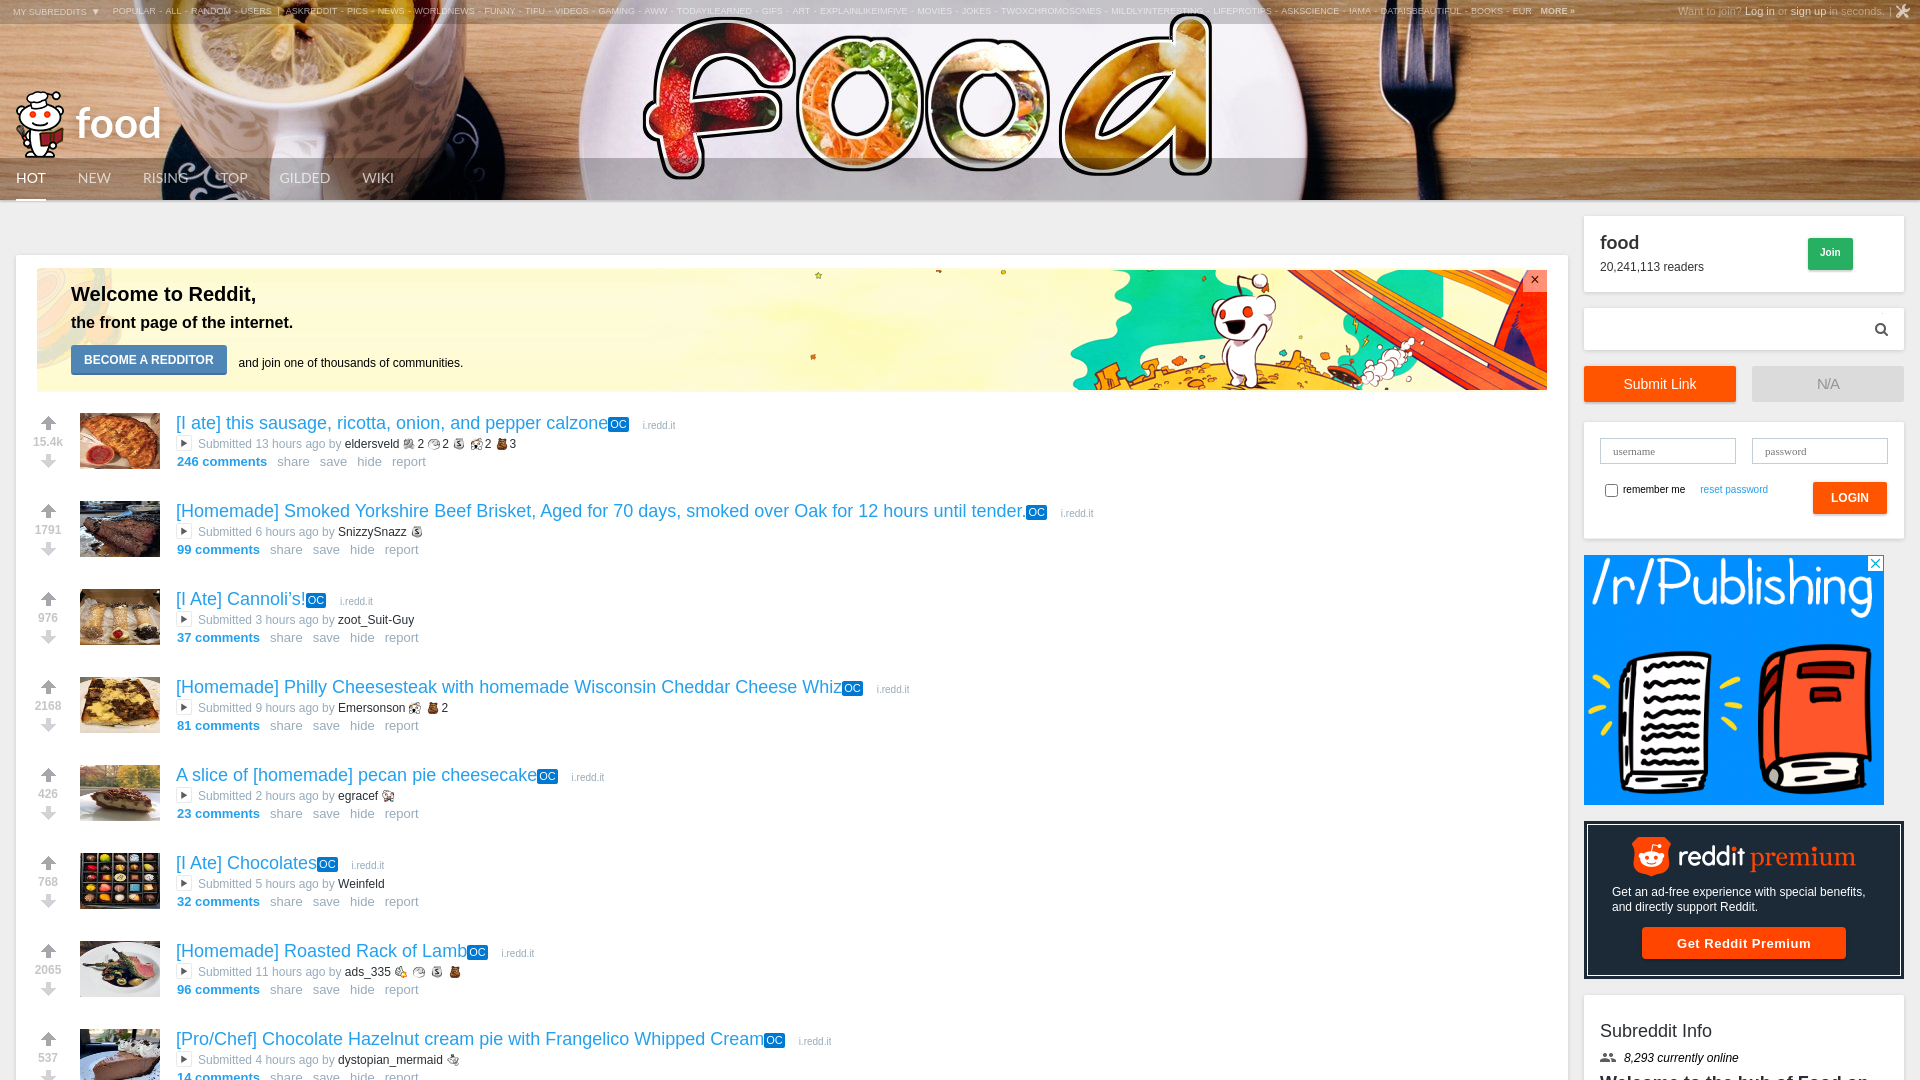 MY SUBREDDITS ▼ POPULAR - ALL - RANDOM - USERS | ASKREDDIT - PICS - NEWS - WORLDNEWS - FUNNY - TIFU - VIDEOS - GAMING - AWW - TODAYILEARNED - GIFS - ART - EXPLAINLIKEIMFIVE - MOVIES - JOKES - TWOXCHROMOSOMES - MILDLYINTERESTING - LIFEPROTIPS - ASKSCIENCE - IAMA - DATAISBEAUTIFUL - BOOKS - EUR MORE » Want to join? Log in or sign up in seconds. |
food
food
HOT NEW RISING TOP GILDED WIKI
Welcome to Reddit,
the front page of the internet.
BECOME A REDDITOR and join one of thousands of communities.
×
15.4k
[I ate] this sausage, ricotta, onion, and pepper calzone OC i.redd.it
Submitted 13 hours ago by eldersveld 2 2 2 3
246 comments share save hide report
1791
[Homemade] Smoked Yorkshire Beef Brisket, Aged for 70 days, smoked over Oak for 12 hours until tender. OC i.redd.it
Submitted 6 hours ago by SnizzySnazz
99 comments share save hide report
976
[I Ate] Cannoli’s! OC i.redd.it
Submitted 3 hours ago by zoot_Suit-Guy
37 comments share save hide report
2168
[Homemade] Philly Cheesesteak with homemade Wisconsin Cheddar Cheese Whiz OC i.redd.it
Submitted 9 hours ago by Emersonson 2
81 comments share save hide report
426
A slice of [homemade] pecan pie cheesecake OC i.redd.it
Submitted 2 hours ago by egracef
23 comments share save hide report
768
[I Ate] Chocolates OC i.redd.it
Submitted 5 hours ago by Weinfeld
32 comments share save hide report
2065
[Homemade] Roasted Rack of Lamb OC i.redd.it
Submitted 11 hours ago by ads_335
96 comments share save hide report
537
[Pro/Chef] Chocolate Hazelnut cream pie with Frangelico Whipped Cream OC i.redd.it
Submitted 4 hours ago by dystopian_mermaid
14 comments share save hide report
food
20,241,113 readers
Join
Submit Link N/A
username password
remember me reset password LOGIN
/r/Publishing
reddit premium
Get an ad-free experience with special benefits,
and directly support Reddit.
Get Reddit Premium
Subreddit Info
8,293 currently online
Welcome to the hub of Food on